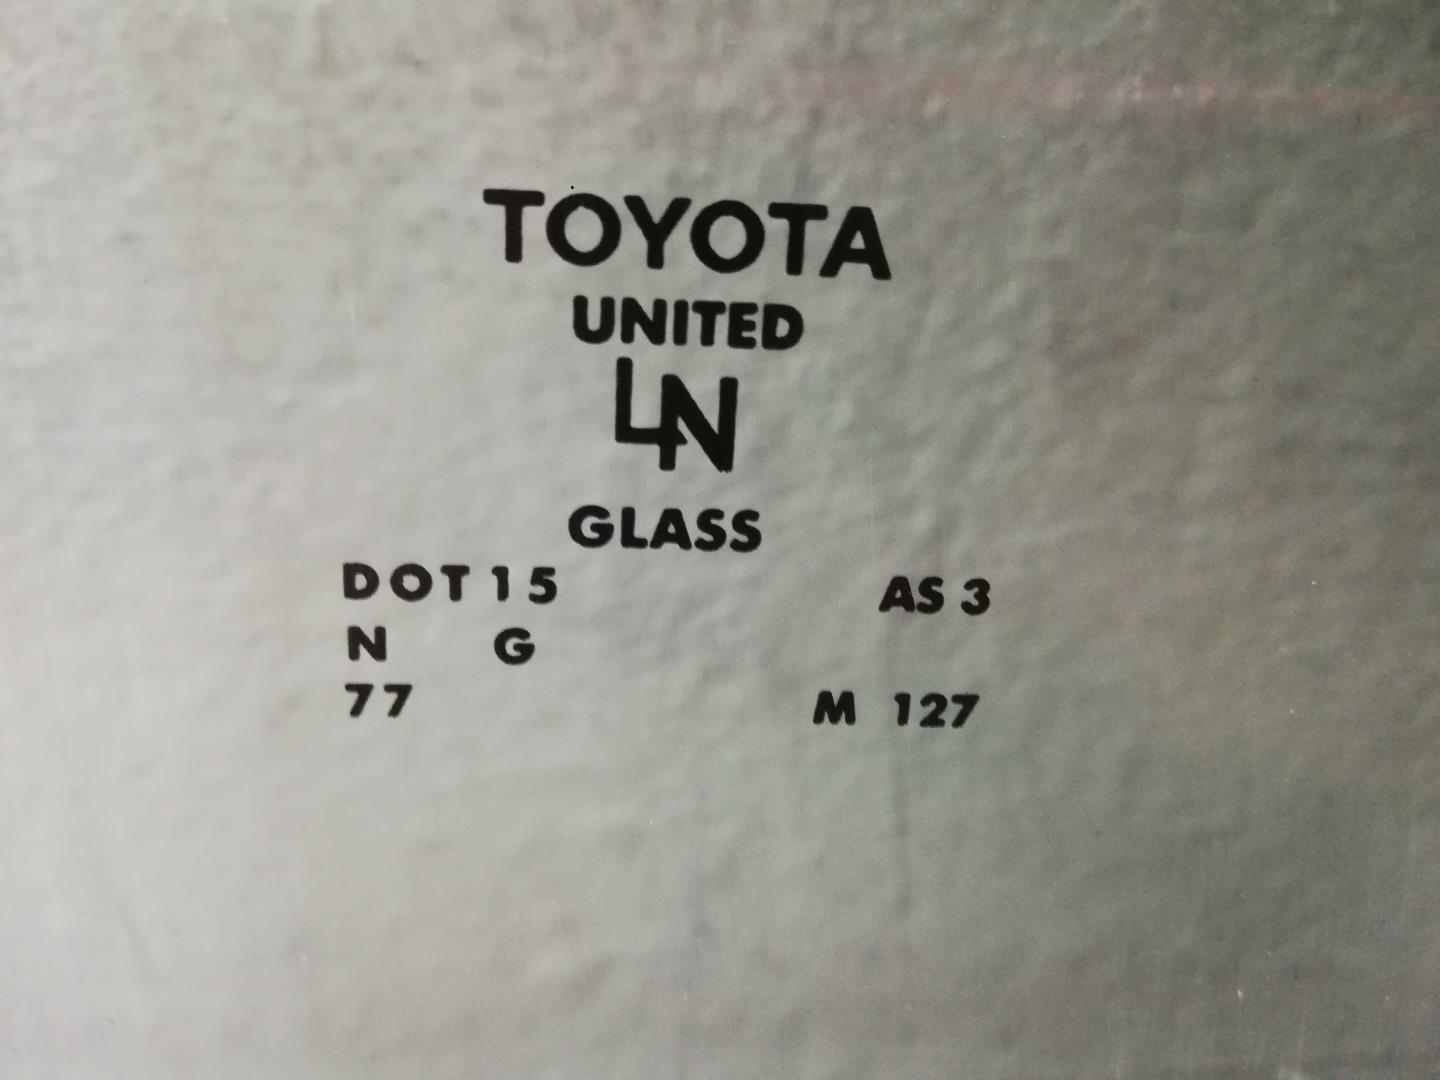 TOYOTA
UNITED
LN
GLASS
DOT 15 AS 3
N G
77 M 127